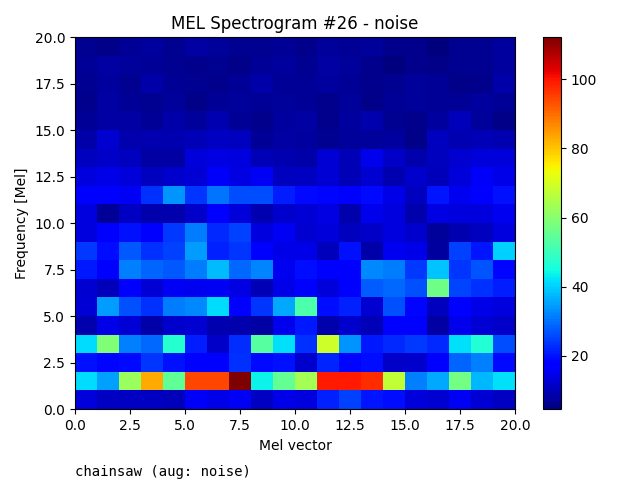 MEL Spectrogram #26 - noise
20.0
17.5
15.0
12.5
10.0
7.5
5.0
2.5
0.0
Frequency [Mel]
0.0 2.5 5.0 7.5 10.0 12.5 15.0 17.5 20.0
Mel vector
100
80
60
40
20
chainsaw (aug: noise)